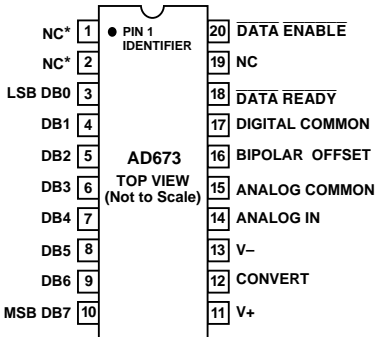 NC* 1 ● PIN 1 IDENTIFIER 20 DATA ENABLE
NC* 2 19 NC
LSB DB0 3 18 DATA READY
DB1 4 17 DIGITAL COMMON
DB2 5 AD673 16 BIPOLAR OFFSET
DB3 6 TOP VIEW 15 ANALOG COMMON
DB4 7 (Not to Scale) 14 ANALOG IN
DB5 8 13 V–
DB6 9 12 CONVERT
MSB DB7 10 11 V+